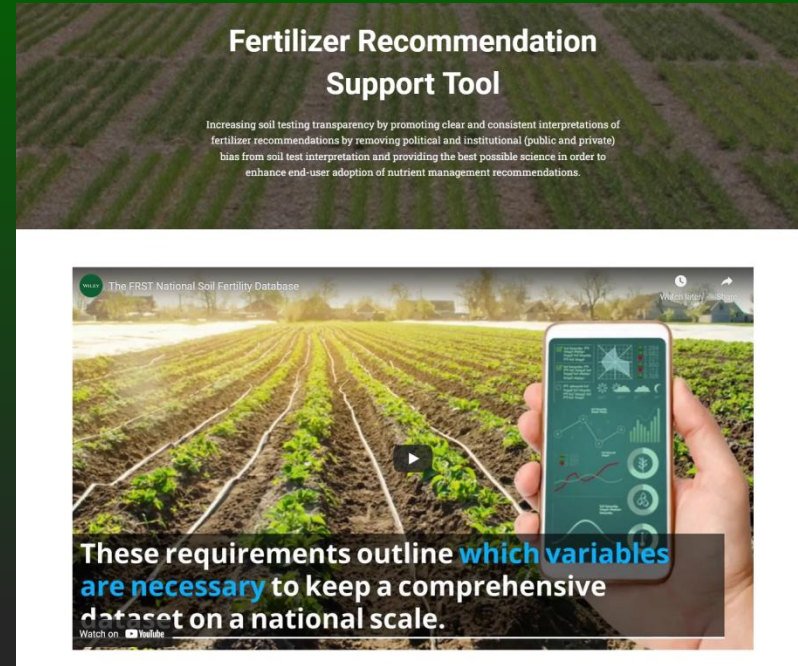 Fertilizer Recommendation
Support Tool
Increasing soil testing transparency by promoting clear and consistent interpretations of
fertilizer recommendations by removing political and institutional (public and private)
bias from soil test interpretation and providing the best possible science in order to
enhance end-user adoption of nutrient management recommendations.
WILEY
The FRST National Soil Fertility Database
Watch later
Share
These requirements outline which variables
are necessary to keep a comprehensive
dataset on a national scale.
Watch on YouTube